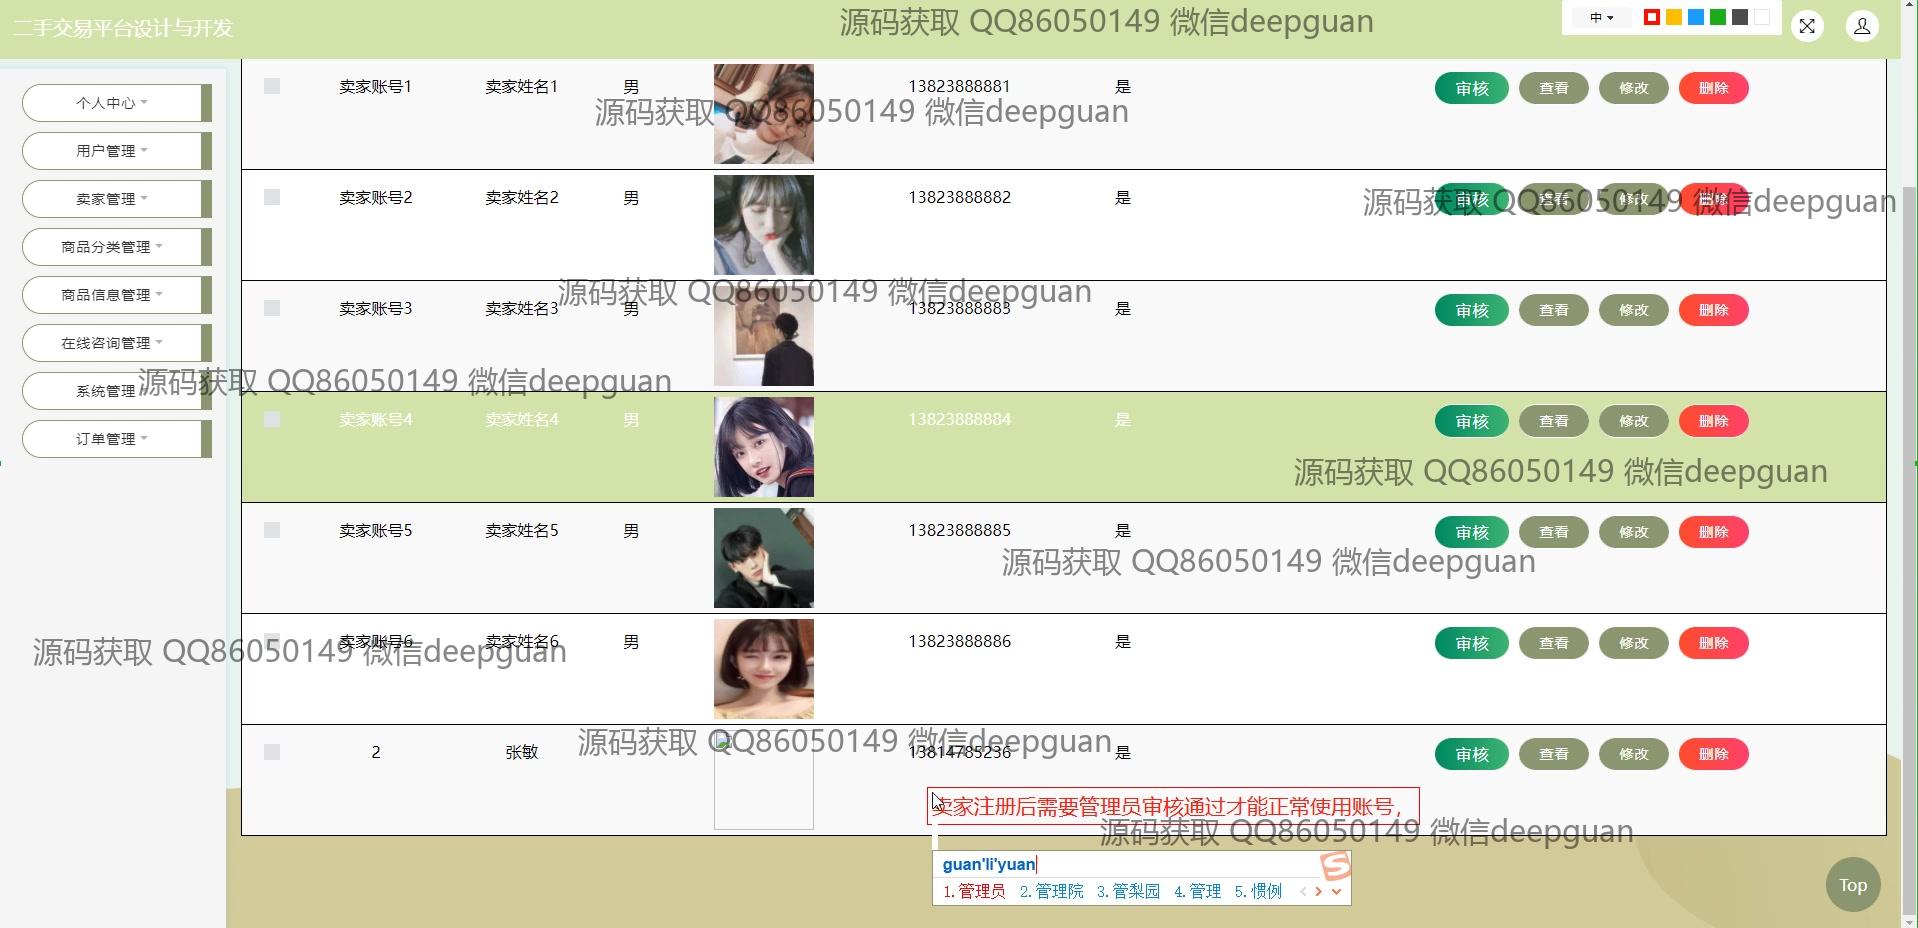 二手交易平台设计与开发
源码获取 QQ86050149 微信deepguan
中
个人中心
用户管理
卖家管理
商品分类管理
商品信息管理
在线咨询管理
系统管理
订单管理
卖家账号1 卖家姓名1 男 13823888881 是 审核 查看 修改 删除
源码获取 QQ86050149 微信deepguan
卖家账号2 卖家姓名2 男 13823888882 是 审核 查看 修改 删除
源码获取 QQ86050149 微信deepguan
源码获取 QQ86050149 微信deepguan
卖家账号3 卖家姓名3 男 13823888883 是 审核 查看 修改 删除
源码获取 QQ86050149 微信deepguan
卖家账号4 卖家姓名4 男 13823888884 是 审核 查看 修改 删除
源码获取 QQ86050149 微信deepguan
卖家账号5 卖家姓名5 男 13823888885 是 审核 查看 修改 删除
源码获取 QQ86050149 微信deepguan
卖家账号6 卖家姓名6 男 13823888886 是 审核 查看 修改 删除
源码获取 QQ86050149 微信deepguan
源码获取 QQ86050149 微信deepguan
2 张敏 13814785236 是 审核 查看 修改 删除
卖家注册后需要管理员审核通过才能正常使用账号，
源码获取 QQ86050149 微信deepguan
guan'li'yuan
1.管理员 2.管理院 3.管梨园 4.管理 5.惯例
Top